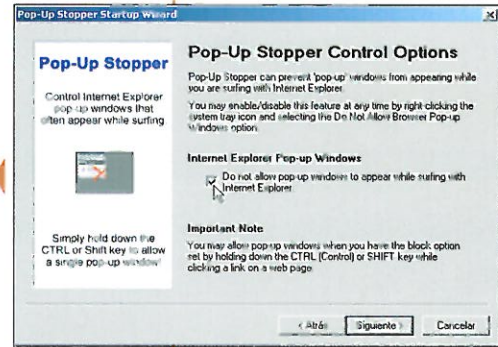 Pop-Up Stopper Startup Wizard
Pop-Up Stopper
Control Internet Explorer
pop-up windows that
often appear while surfing
Simply hold down the
CTRL or Shift key to allow
a single pop-up window!
Pop-Up Stopper Control Options
Pop-Up Stopper can prevent 'pop-up' windows from appearing while
you are surfing with Internet Explorer.
You may enable/disable this feature at any time by right-clicking the
system tray icon and selecting the Do Not Allow Browser Pop-up
Windows option.
Internet Explorer Pop-up Windows
Do not allow pop-up windows to appear while surfing with
Internet Explorer.
Important Note
You may allow pop-up windows when you have the block option
set by holding down the CTRL (Control) or SHIFT key while
clicking a link on a web page.
< Atrás
Siguiente >
Cancelar